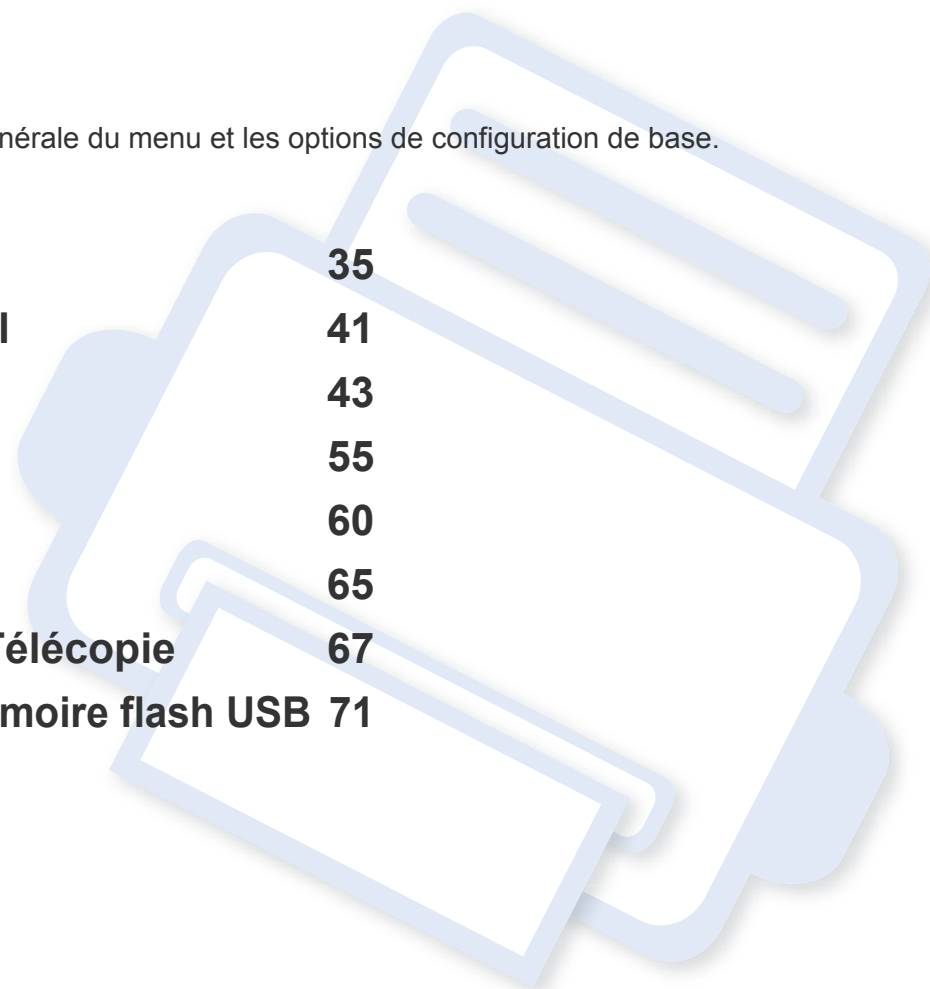 nérale du menu et les options de configuration de base.
35
l 41
43
55
60
65
Télécopie 67
moire flash USB 71